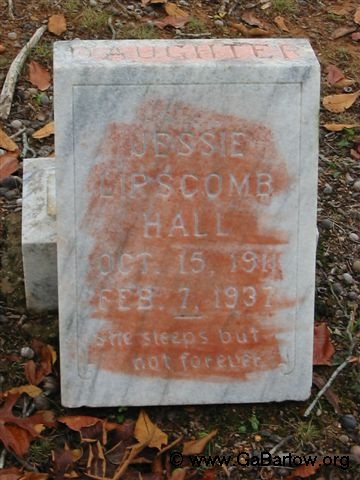 DAUGHTER
JESSIE
LIPSCOMB
HALL
OCT. 15, 1911
FEB. 7, 1937
She sleeps but
not forever.
© www.GaBartow.org